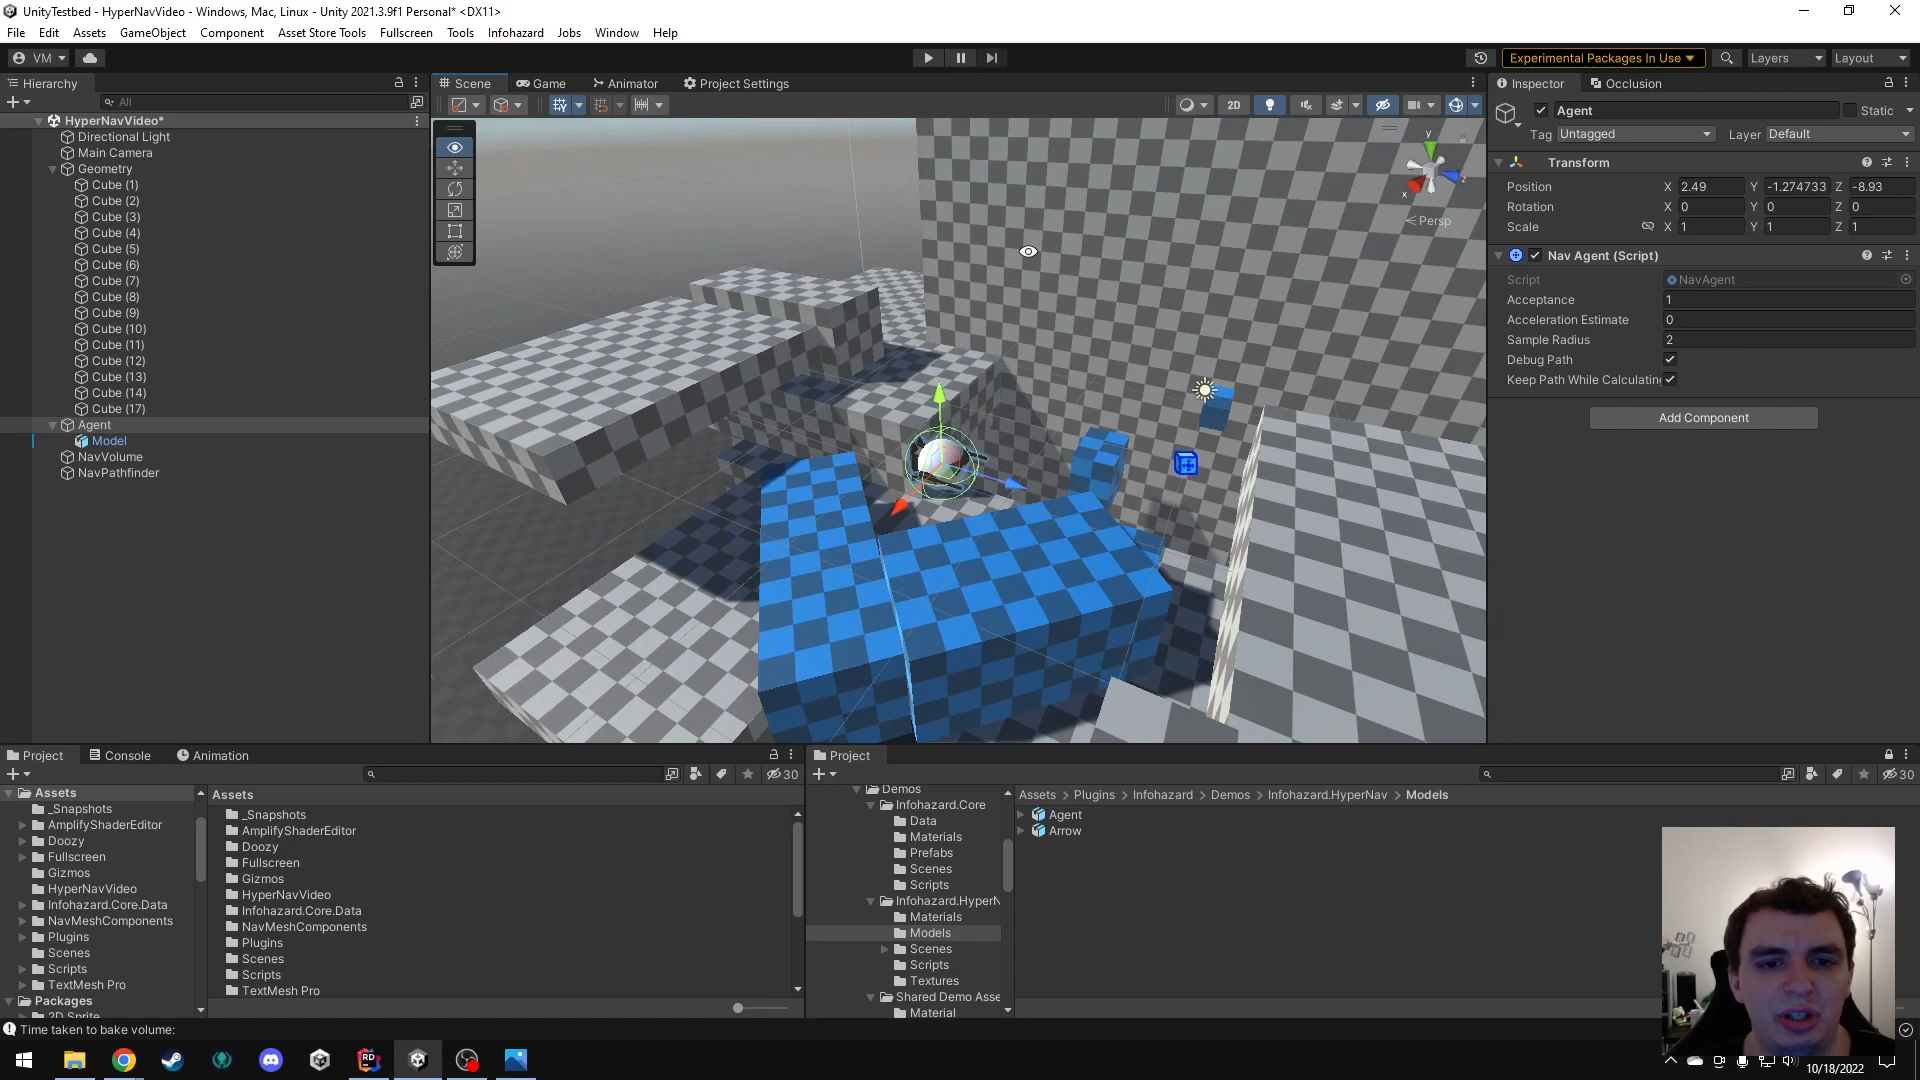 UnityTestbed - HyperNavVideo - Windows, Mac, Linux - Unity 2021.3.9f1 Personal* <DX11>
File Edit Assets GameObject Component Asset Store Tools Fullscreen Tools Infohazard Jobs Window Help
VM
Experimental Packages In Use
Layers
Layout
Hierarchy
All
HyperNavVideo*
Directional Light
Main Camera
Geometry
Cube (1)
Cube (2)
Cube (3)
Cube (4)
Cube (5)
Cube (6)
Cube (7)
Cube (8)
Cube (9)
Cube (10)
Cube (11)
Cube (12)
Cube (13)
Cube (14)
Cube (17)
Agent
Model
NavVolume
NavPathfinder
Scene Game Animator Project Settings
2D
y
x
z
Persp
Inspector Occlusion
Agent Static
Tag Untagged Layer Default
Transform
Position X 2.49 Y -1.274733 Z -8.93
Rotation X 0 Y 0 Z 0
Scale X 1 Y 1 Z 1
Nav Agent (Script)
Script NavAgent
Acceptance 1
Acceleration Estimate 0
Sample Radius 2
Debug Path
Keep Path While Calculating
Add Component
Project Console Animation
30
Assets
_Snapshots
AmplifyShaderEditor
Doozy
Fullscreen
Gizmos
HyperNavVideo
Infohazard.Core.Data
NavMeshComponents
Plugins
Scenes
Scripts
TextMesh Pro
Packages
2D Sprite
Assets
_Snapshots
AmplifyShaderEditor
Doozy
Fullscreen
Gizmos
HyperNavVideo
Infohazard.Core.Data
NavMeshComponents
Plugins
Scenes
Scripts
TextMesh Pro
Project
30
Demos
Infohazard.Core
Data
Materials
Prefabs
Scenes
Scripts
Infohazard.HyperN
Materials
Models
Scenes
Scripts
Textures
Shared Demo Asse
Material
Assets > Plugins > Infohazard > Demos > Infohazard.HyperNav > Models
Agent
Arrow
Time taken to bake volume:
RD
10/18/2022